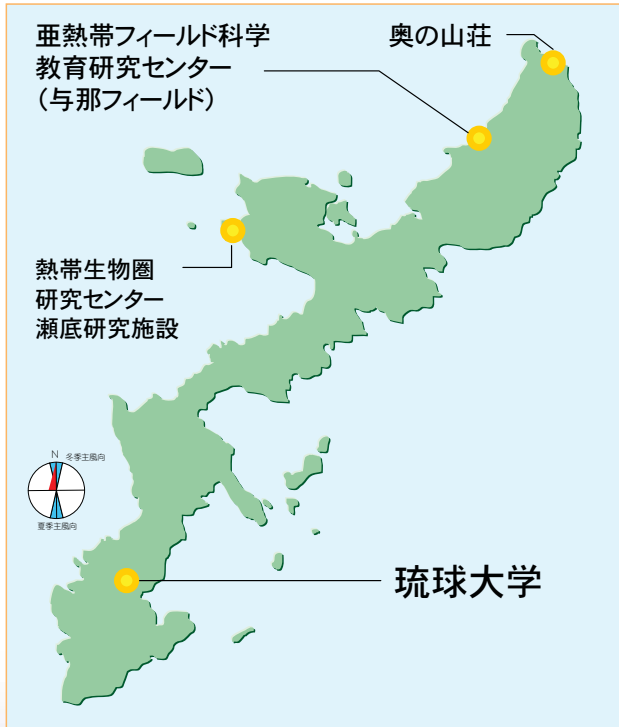 亜熱帯フィールド科学
教育研究センター
（与那フィールド）
奥の山荘
熱帯生物圏
研究センター
瀬底研究施設
N 冬季主風向
夏季主風向
琉球大学